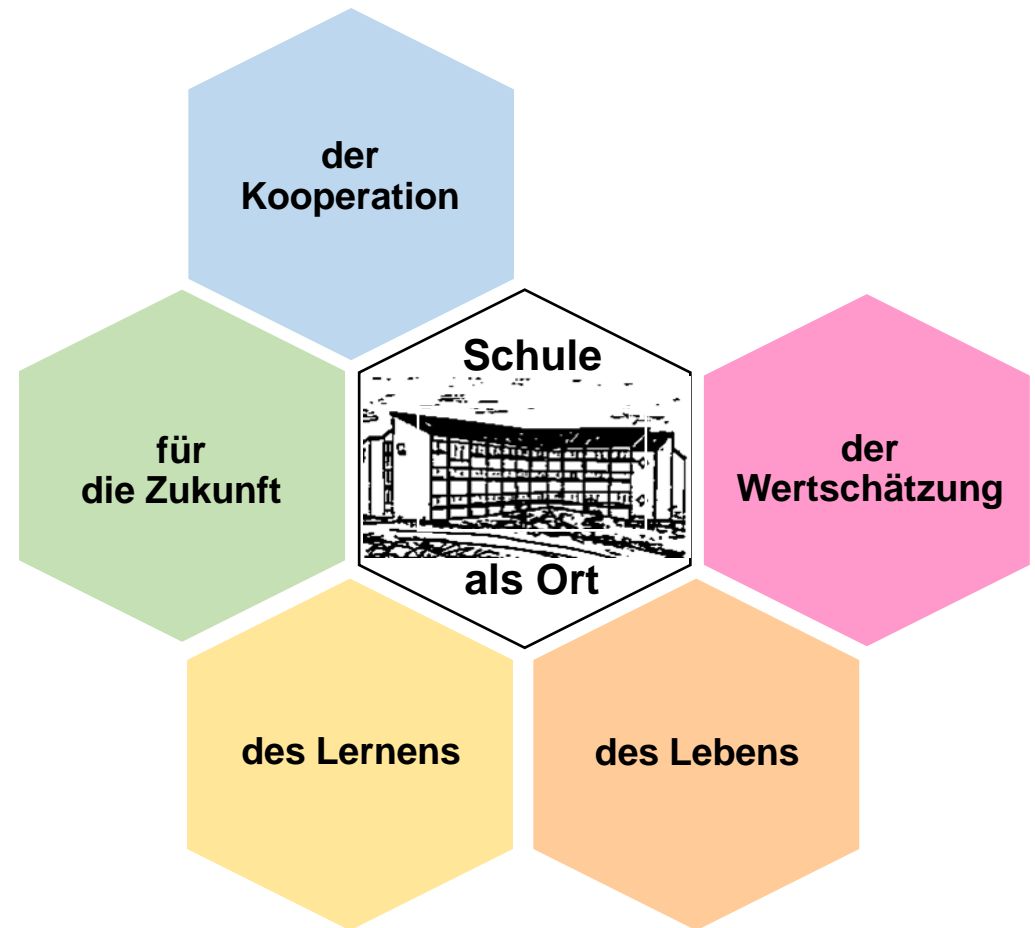 der
Kooperation
Schule
als Ort
für
die Zukunft
der
Wertschätzung
des Lernens
des Lebens